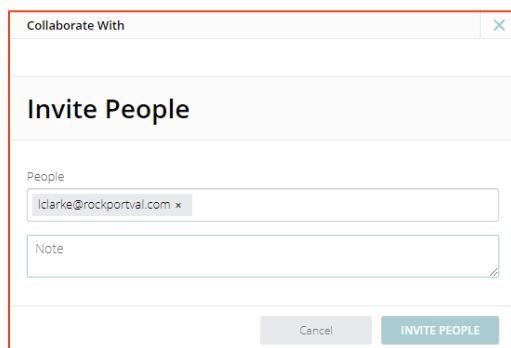 Collaborate With
Invite People
People
lclarke@rockportval.com ×
Note
Cancel
INVITE PEOPLE